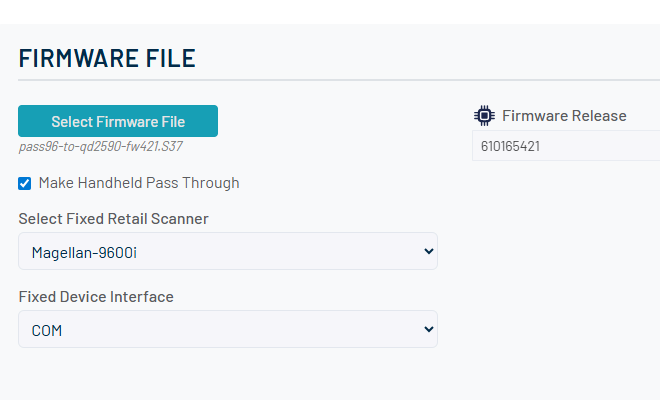 FIRMWARE FILE
Select Firmware File
pass96-to-qd2590-fw421.S37
Firmware Release
610165421
Make Handheld Pass Through
Select Fixed Retail Scanner
Magellan-9600i
Fixed Device Interface
COM